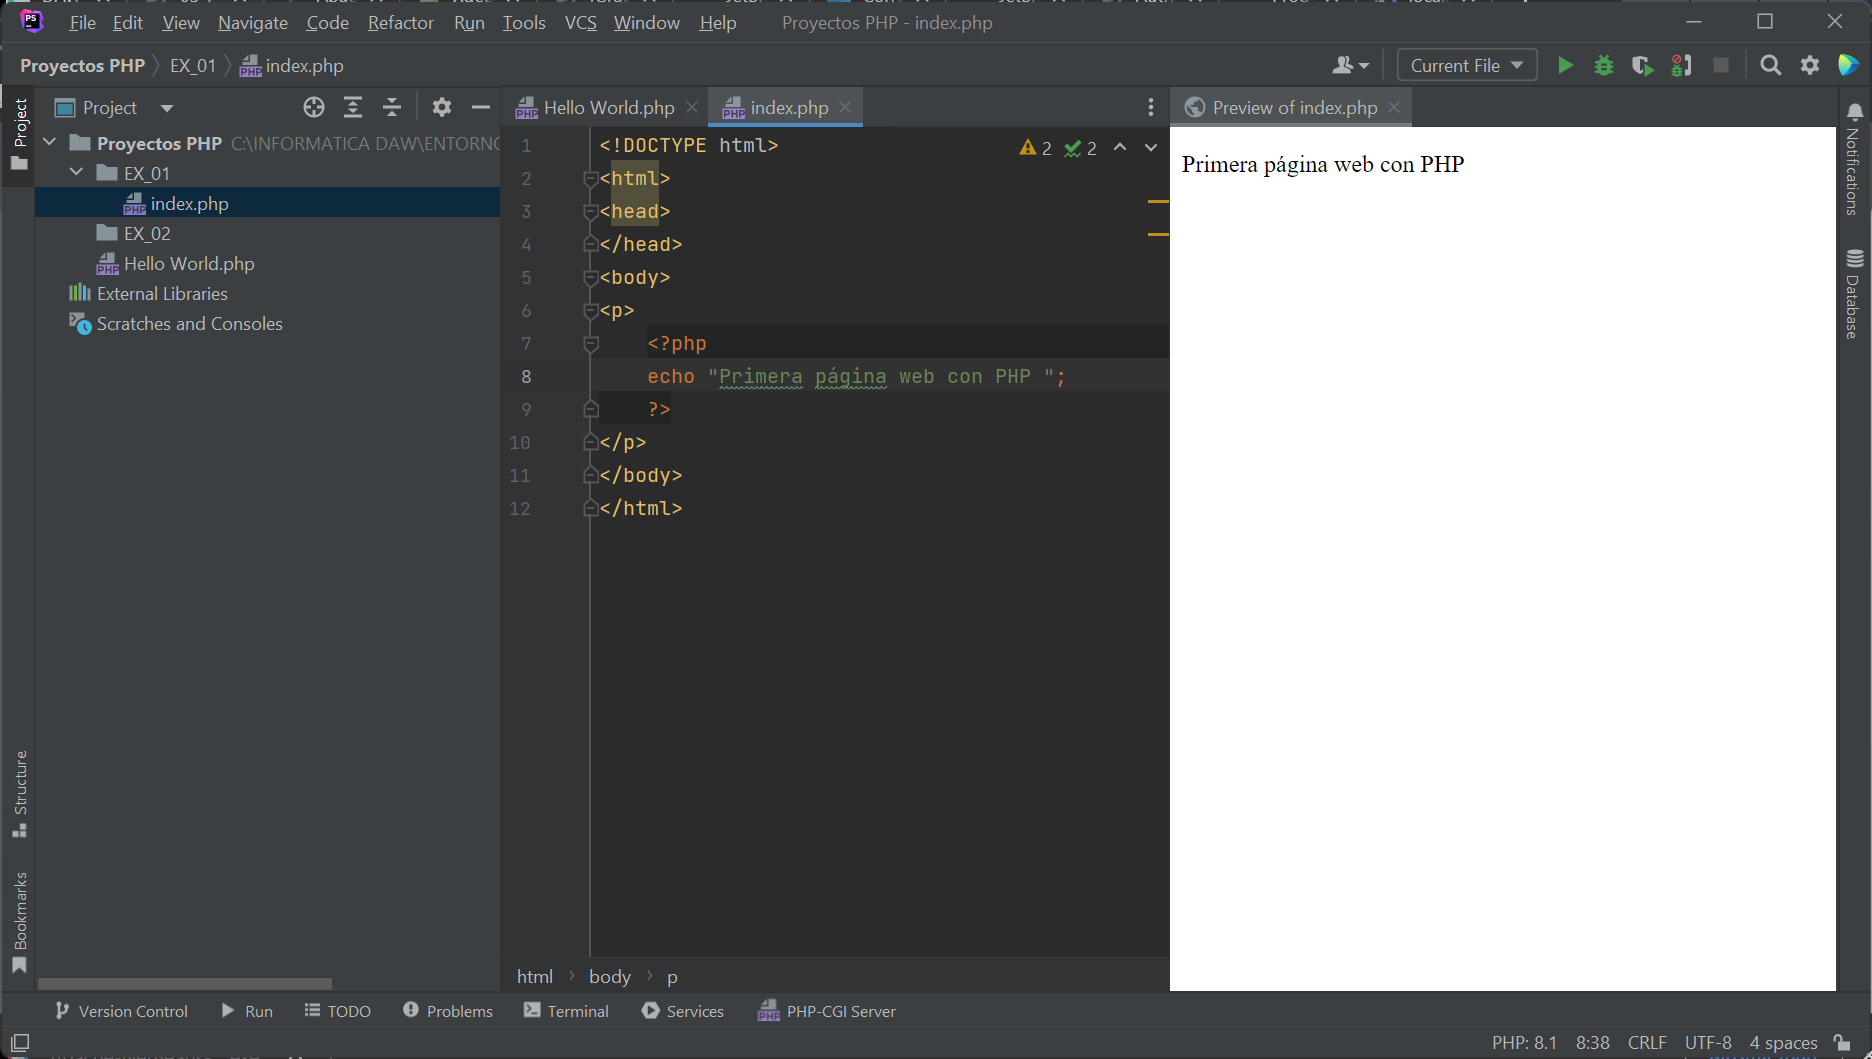 PS File Edit View Navigate Code Refactor Run Tools VCS Window Help Proyectos PHP - index.php
Proyectos PHP EX_01 index.php Current File
Project Hello World.php index.php Preview of index.php
Project
Proyectos PHP C:\INFORMATICA DAW\ENTORNO
EX_01
index.php
EX_02
Hello World.php
External Libraries
Scratches and Consoles
Structure
Bookmarks
1 <!DOCTYPE html>
2 <html>
3 <head>
4 </head>
5 <body>
6 <p>
7 <?php
8 echo "Primera página web con PHP ";
9 ?>
10 </p>
11 </body>
12 </html>
2 2
Primera página web con PHP
Notifications
Database
html body p
Version Control Run TODO Problems Terminal Services PHP-CGI Server
PHP: 8.1 8:38 CRLF UTF-8 4 spaces